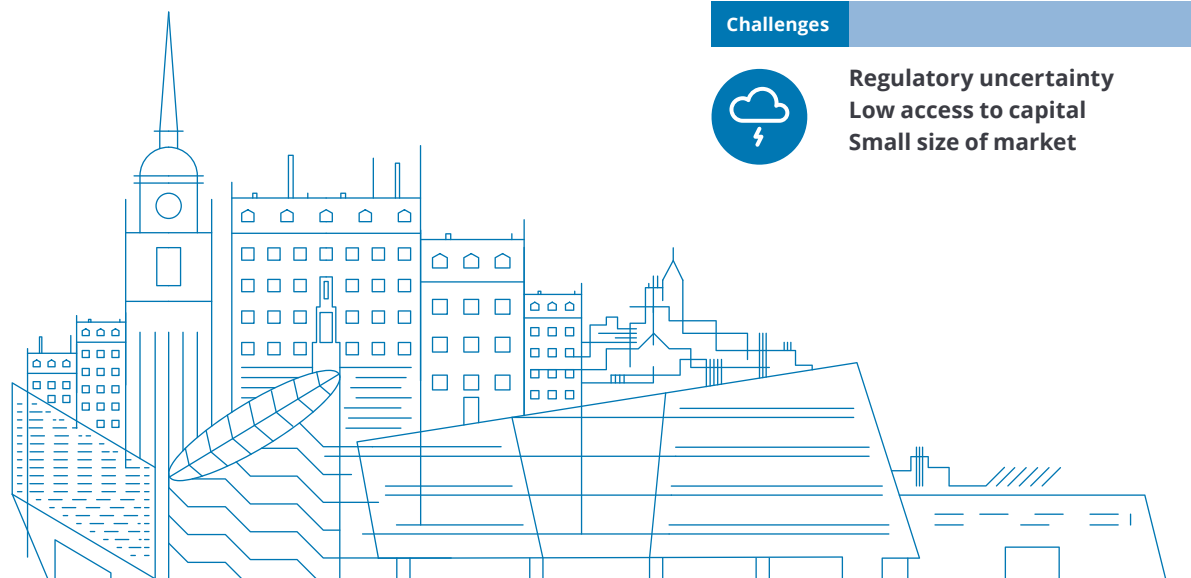 Challenges
Regulatory uncertainty
Low access to capital
Small size of market